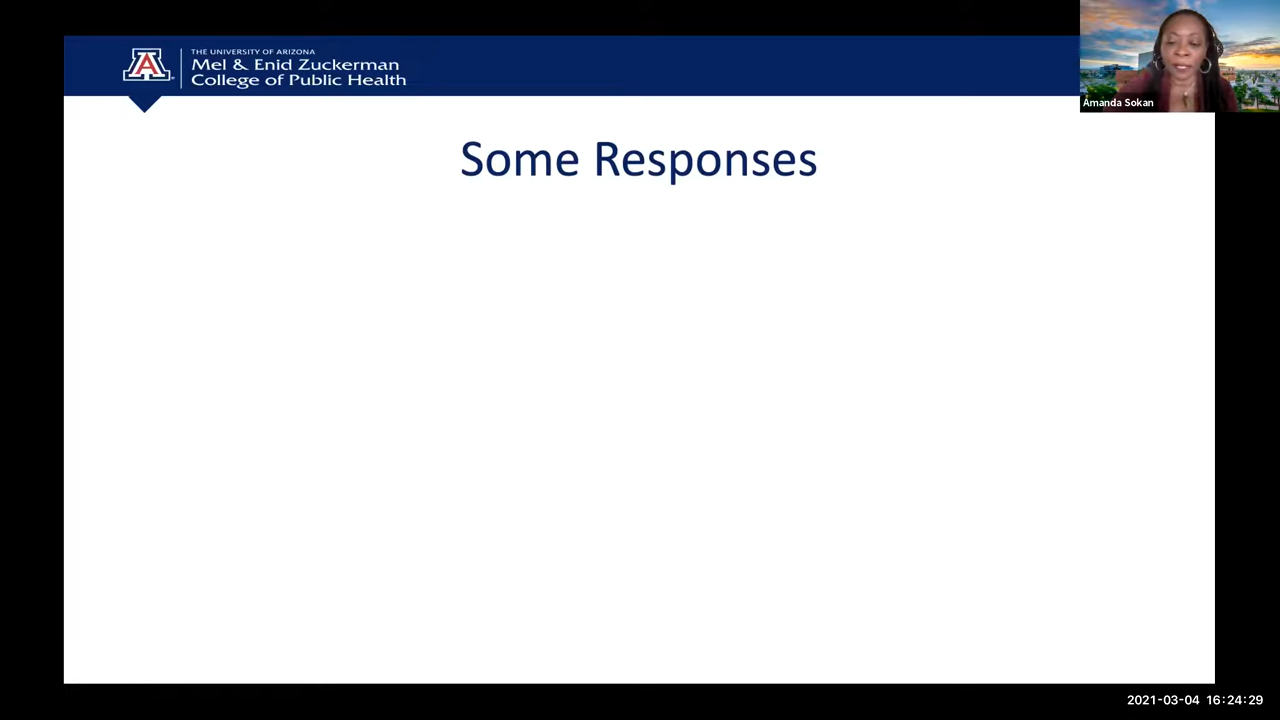 THE UNIVERSITY OF ARIZONA
Mel & Enid Zuckerman
College of Public Health
Amanda Sokan
Some Responses
2021-03-04 16:24:29